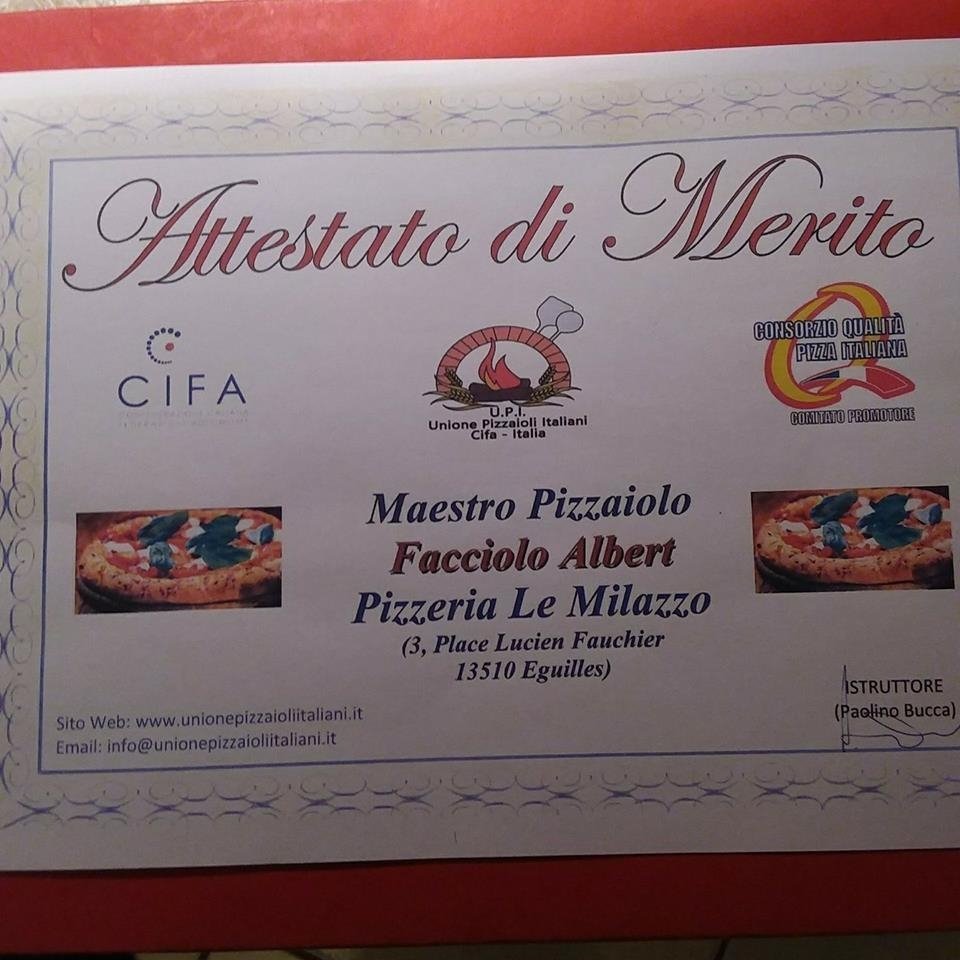 Attestato di Merito
CIFA
CONFEDERAZIONE ITALIANA
U.P.I.
Unione Pizzaioli Italiani
Cifa - Italia
CONSORZIO QUALITÀ
PIZZA ITALIANA
COMITATO PROMOTORE
Maestro Pizzaiolo
Facciolo Albert
Pizzeria Le Milazzo
(3, Place Lucien Fauchier
13510 Eguilles)
Sito Web: www.unionepizzaioliitaliani.it
Email: info@unionepizzaioliitaliani.it
ISTRUTTORE
(Paolino Bucca)